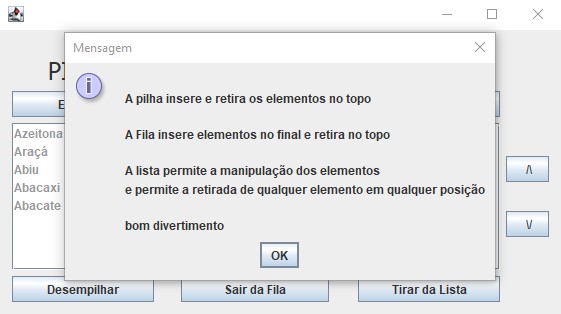 Mensagem
A pilha insere e retira os elementos no topo
A Fila insere elementos no final e retira no topo
A lista permite a manipulação dos elementos
e permite a retirada de qualquer elemento em qualquer posição
bom divertimento
OK
Azeitona
Araçá
Abiu
Abacaxi
Abacate
/\
\/
Desempilhar
Sair da Fila
Tirar da Lista